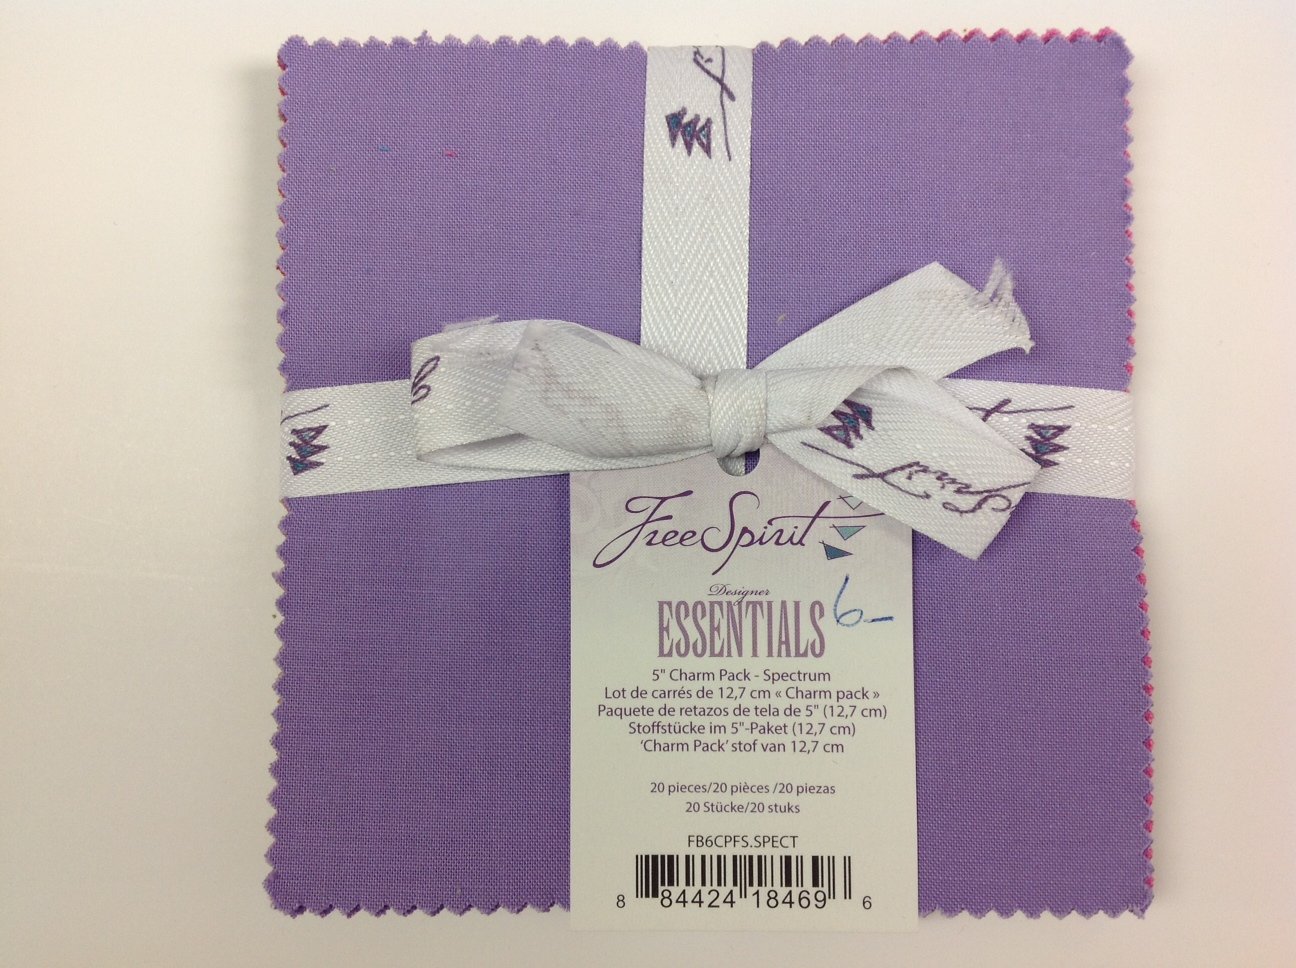 Free Spirit
Designer
ESSENTIALS 6-
5" Charm Pack - Spectrum
Lot de carrés de 12,7 cm « Charm pack »
Paquete de retazos de tela de 5" (12,7 cm)
Stoffstücke im 5"-Paket (12,7 cm)
‘Charm Pack’ stof van 12,7 cm
20 pieces/20 pièces /20 piezas
20 Stücke/20 stuks
FB6CPFS.SPECT
8 84424 18469 6